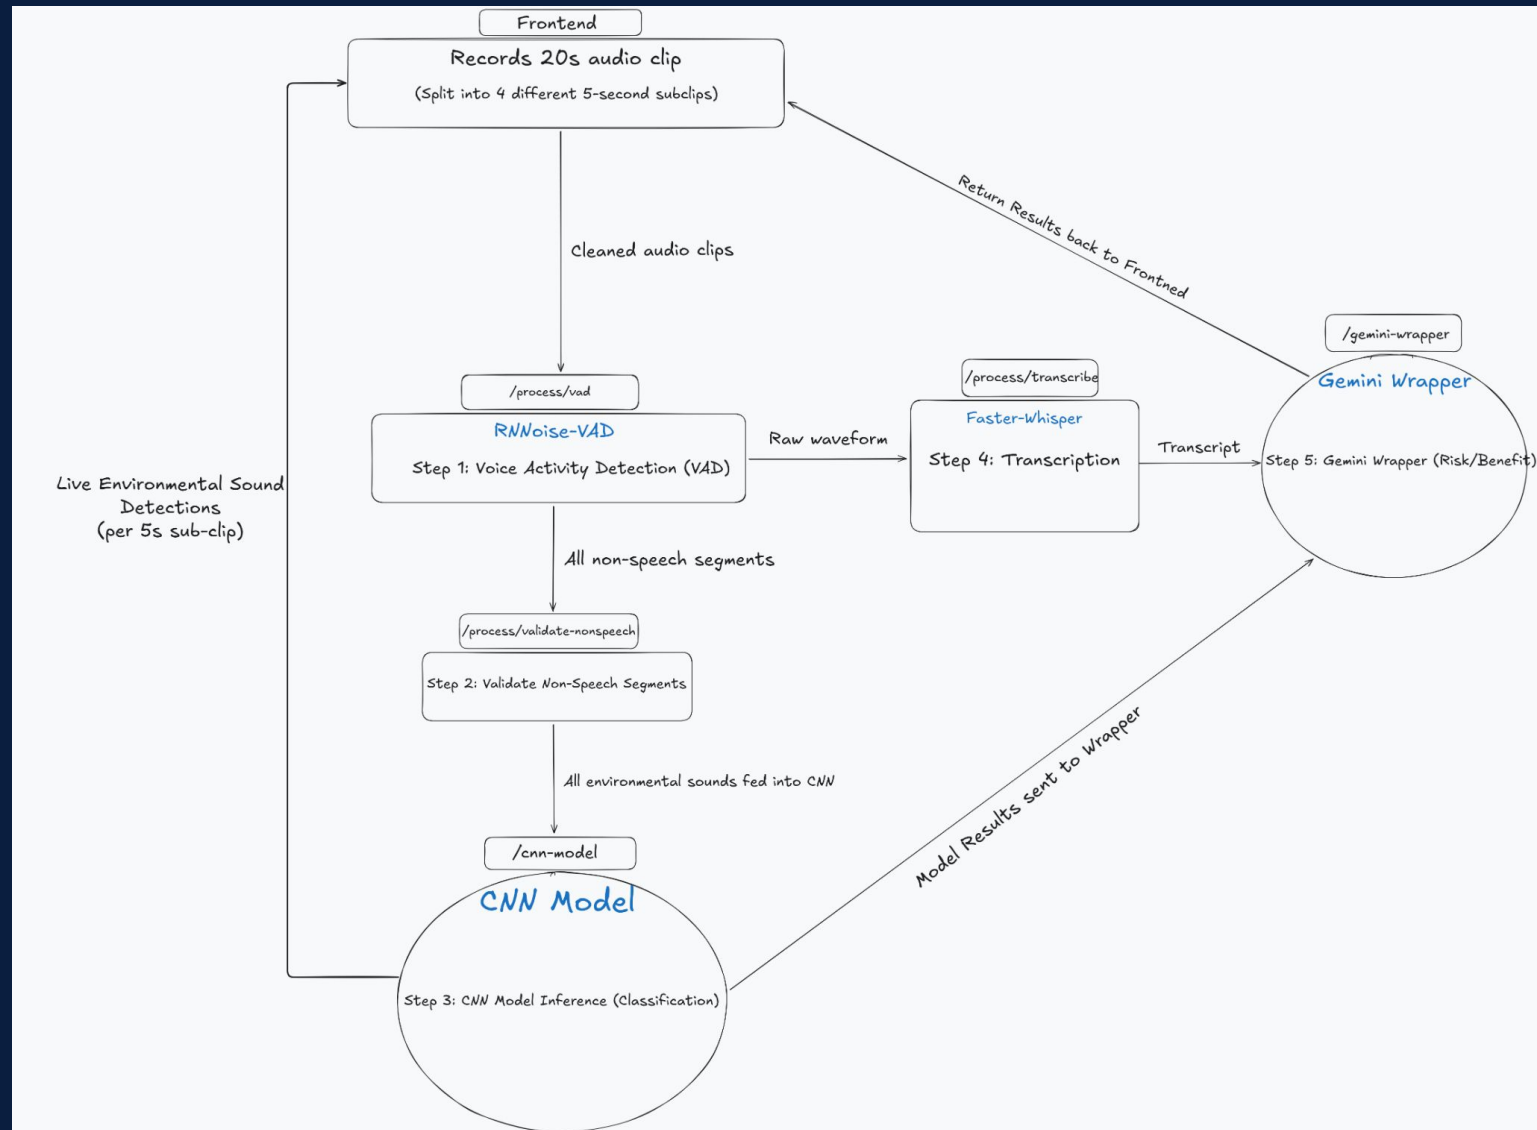 Frontend
Records 20s audio clip
(Split into 4 different 5-second subclips)
Return Results back to Frontned
Cleaned audio clips
/process/vad
RNNoise-VAD
Step 1: Voice Activity Detection (VAD)
Raw waveform
/process/transcribe
Faster-Whisper
Step 4: Transcription
Transcript
/gemini-wrapper
Gemini Wrapper
Step 5: Gemini Wrapper (Risk/Benefit)
Live Environmental Sound
Detections
(per 5s sub-clip)
All non-speech segments
/process/validate-nonspeech
Step 2: Validate Non-Speech Segments
All environmental sounds fed into CNN
Model Results sent to Wrapper
/cnn-model
CNN Model
Step 3: CNN Model Inference (Classification)